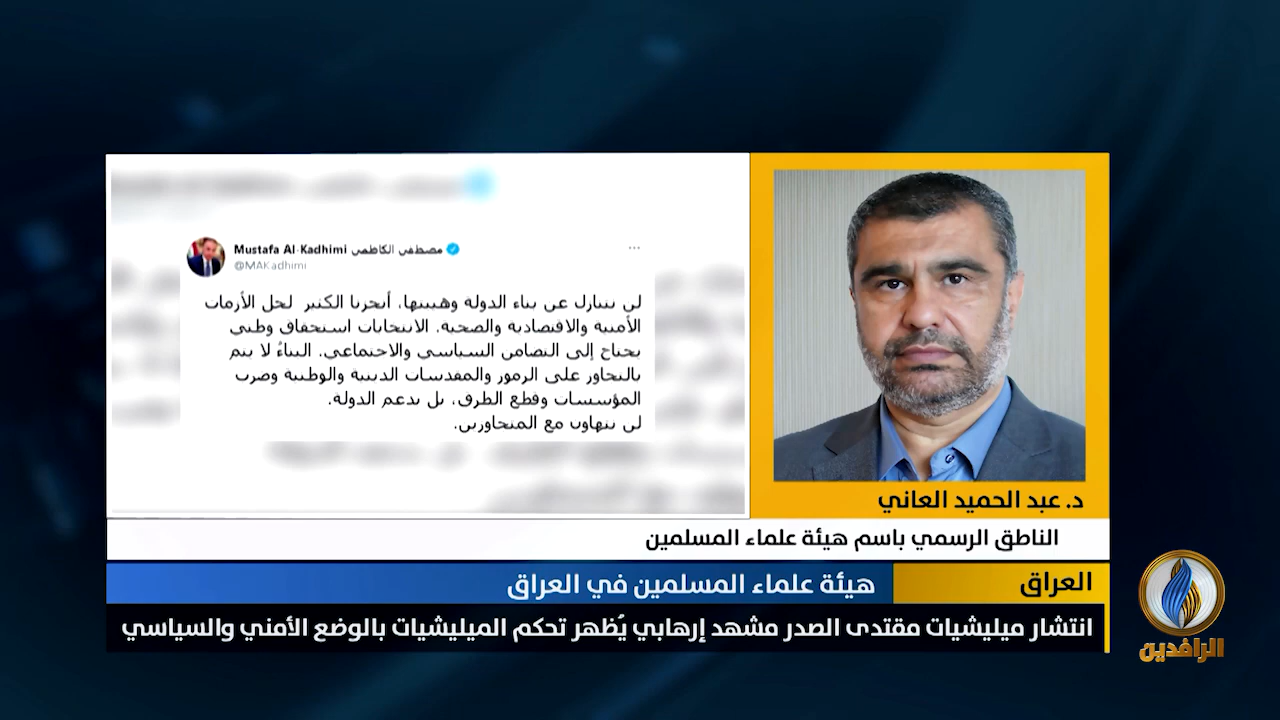 Mustafa Al-Kadhimi مصطفى الكاظمي
@MAKadhimi
لن نتنازل عن بناء الدولة وهيبتها، أنجزنا الكثير لحل الأزمات
الأمنية والاقتصادية والصحية. الانتخابات استحقاق وطني
يحتاج إلى التضامن السياسي والاجتماعي. البناءُ لا يتم
بالتجاوز على الرموز والمقدسات الدينية والوطنية وضرب
المؤسسات وقطع الطرق، بل بدعم الدولة.
لن نتهاون مع المتجاوزين.
د. عبد الحميد العاني
الناطق الرسمي باسم هيئة علماء المسلمين
العراق
هيئة علماء المسلمين في العراق
انتشار ميليشيات مقتدى الصدر مشهد إرهابي يُظهر تحكم الميليشيات بالوضع الأمني والسياسي
الرافدين